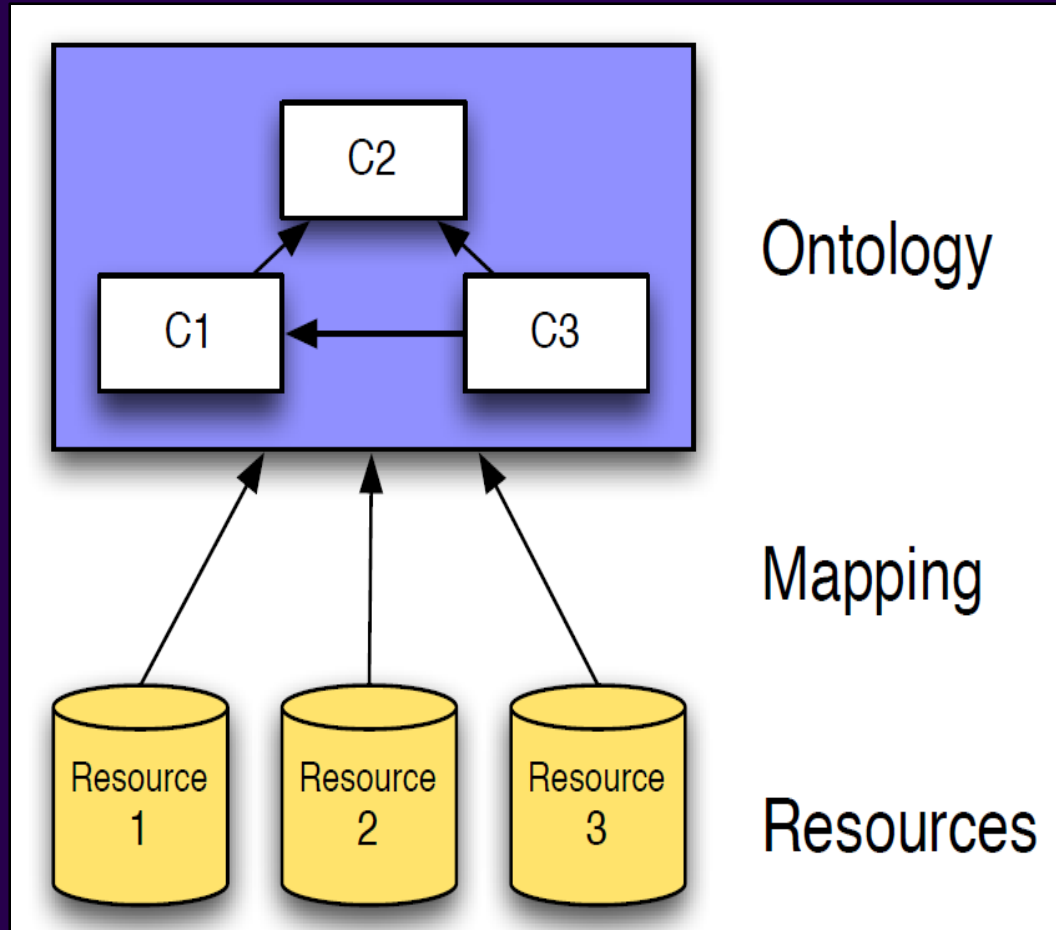 C2
C1
C3
Ontology
Mapping
Resource
1
Resource
2
Resource
3
Resources